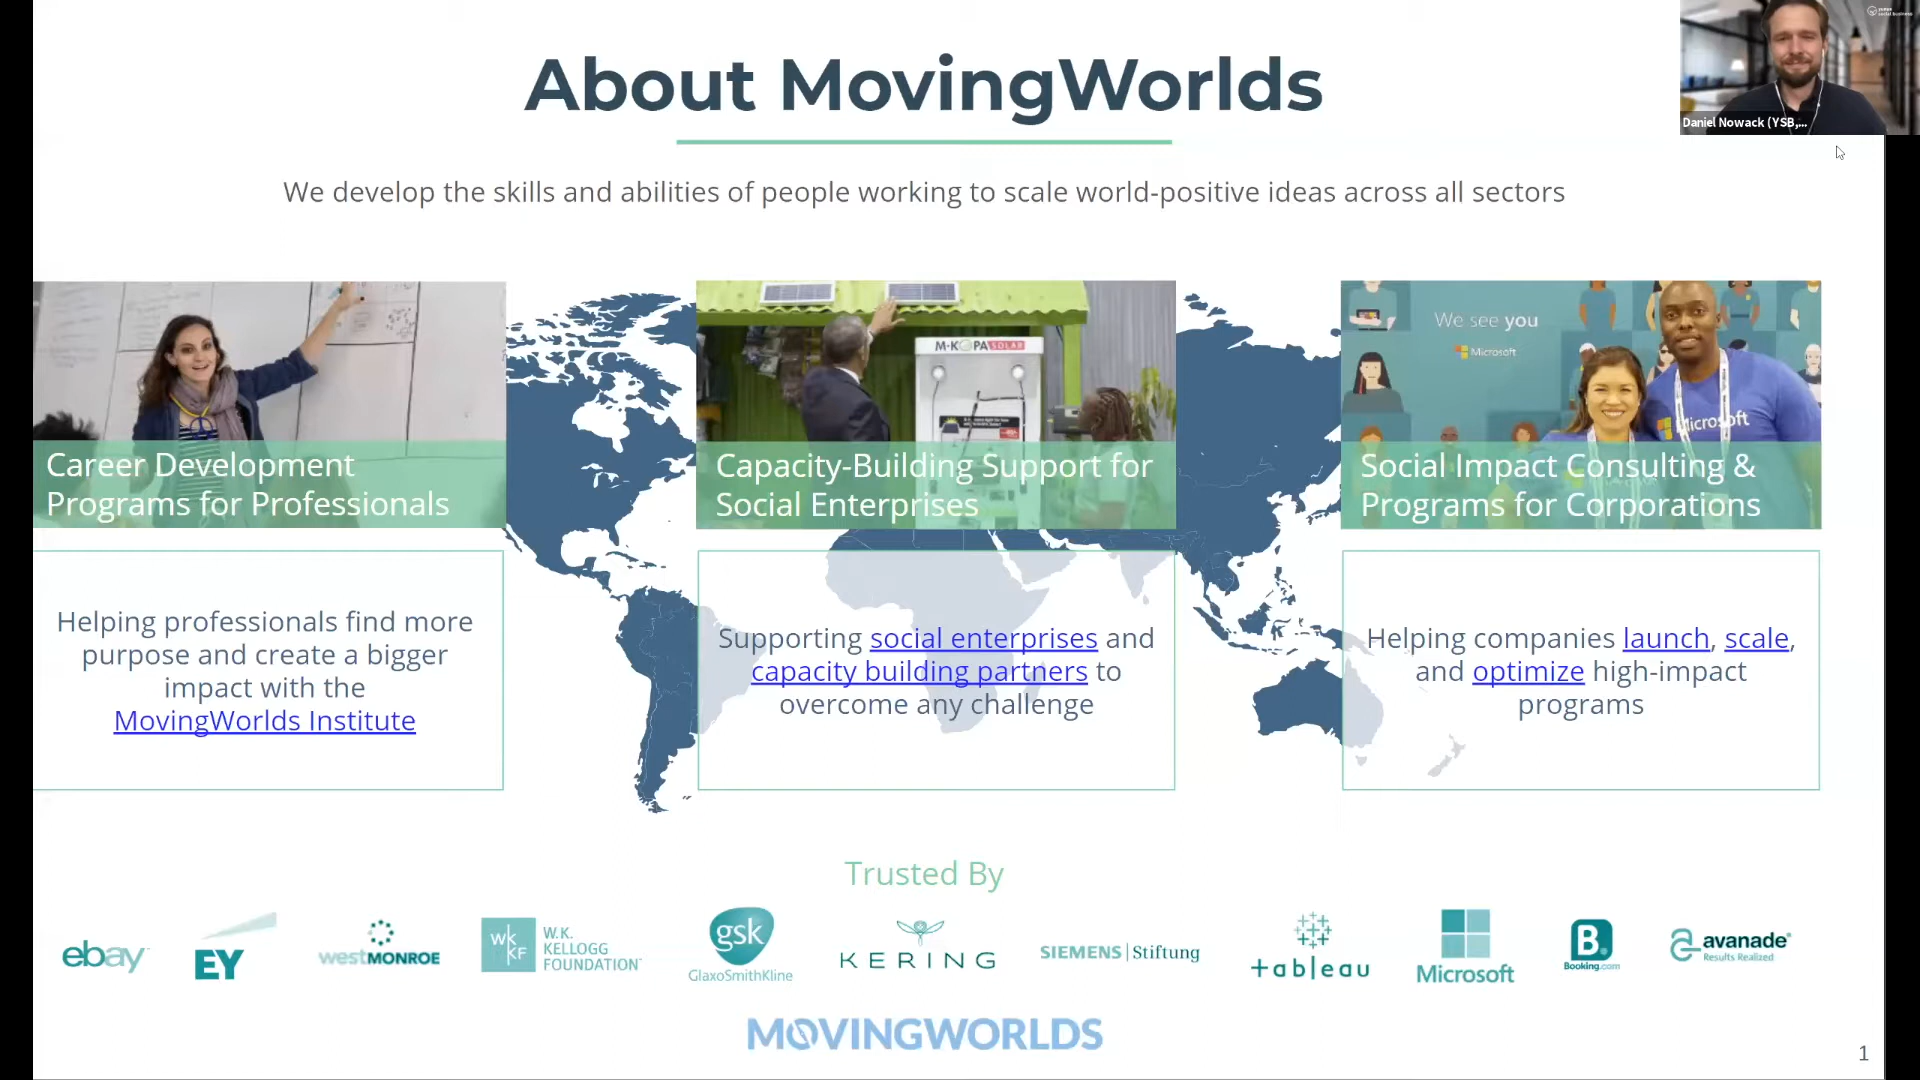 About MovingWorlds
Daniel Nowack (YSB,...
We develop the skills and abilities of people working to scale world-positive ideas across all sectors
M-KOPA SOLAR
We see you
Microsoft
Microsoft
Career Development
Programs for Professionals
Capacity-Building Support for
Social Enterprises
Social Impact Consulting &
Programs for Corporations
Helping professionals find more
purpose and create a bigger
impact with the
MovingWorlds Institute
Supporting social enterprises and
capacity building partners to
overcome any challenge
Helping companies launch, scale,
and optimize high-impact
programs
Trusted By
ebay
EY
westMONROE
WK
KF
W.K.
KELLOGG
FOUNDATION
gsk
GlaxoSmithKline
KERING
SIEMENS | Stiftung
+ableau
Microsoft
B.
Booking.com
avanade
Results Realized
MOVINGWORLDS
1